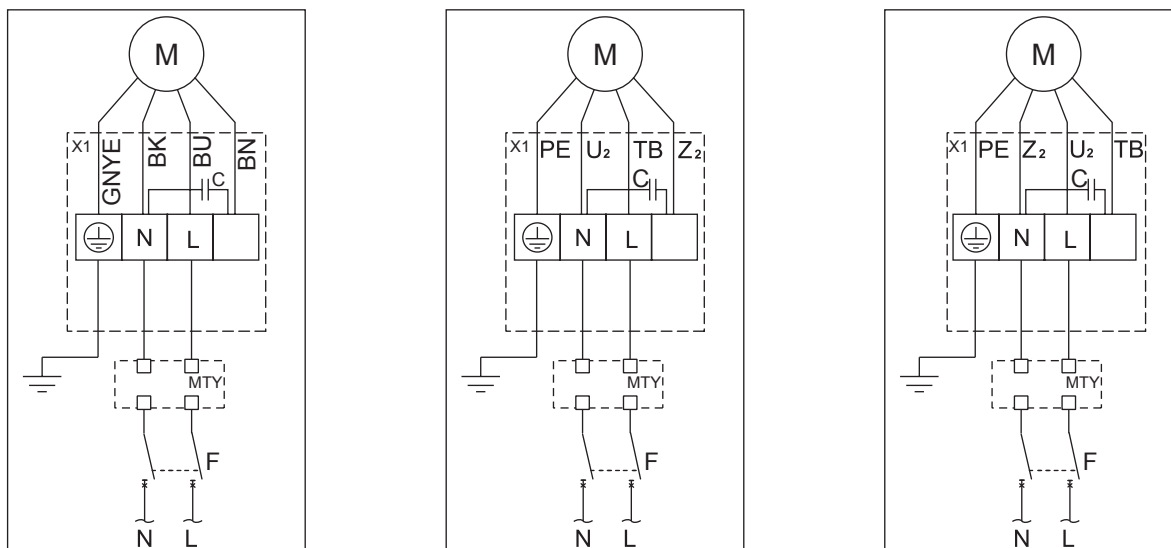 M
X1 GNYE BK BU BN
C
N L
MTY
F
N L
M
X1 PE U2 TB Z2
C
N L
MTY
F
N L
M
X1 PE Z2 U2 TB
C
N L
MTY
F
N L